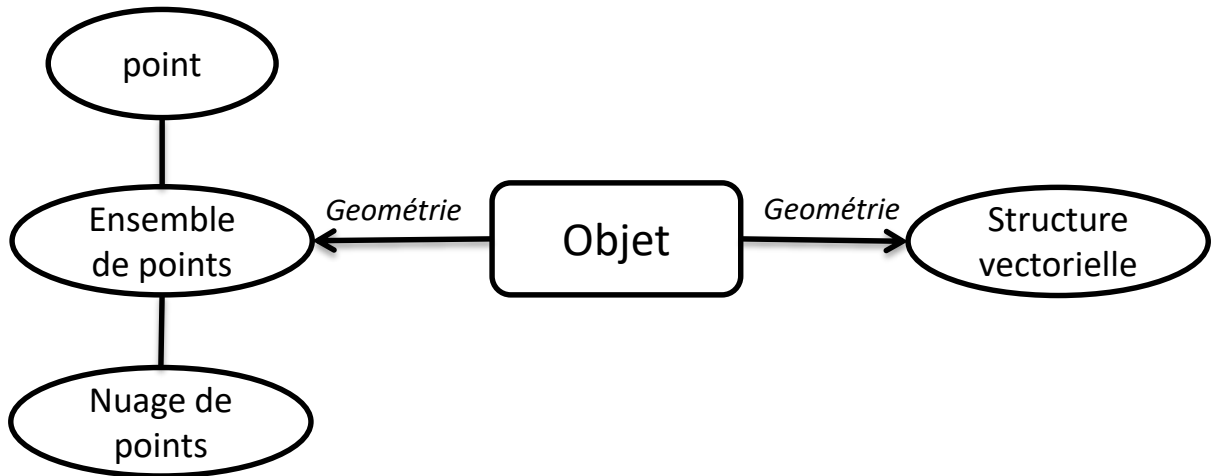 point
Geométrie
Geométrie
Ensemble
de points
Objet
Structure
vectorielle
Nuage de
points